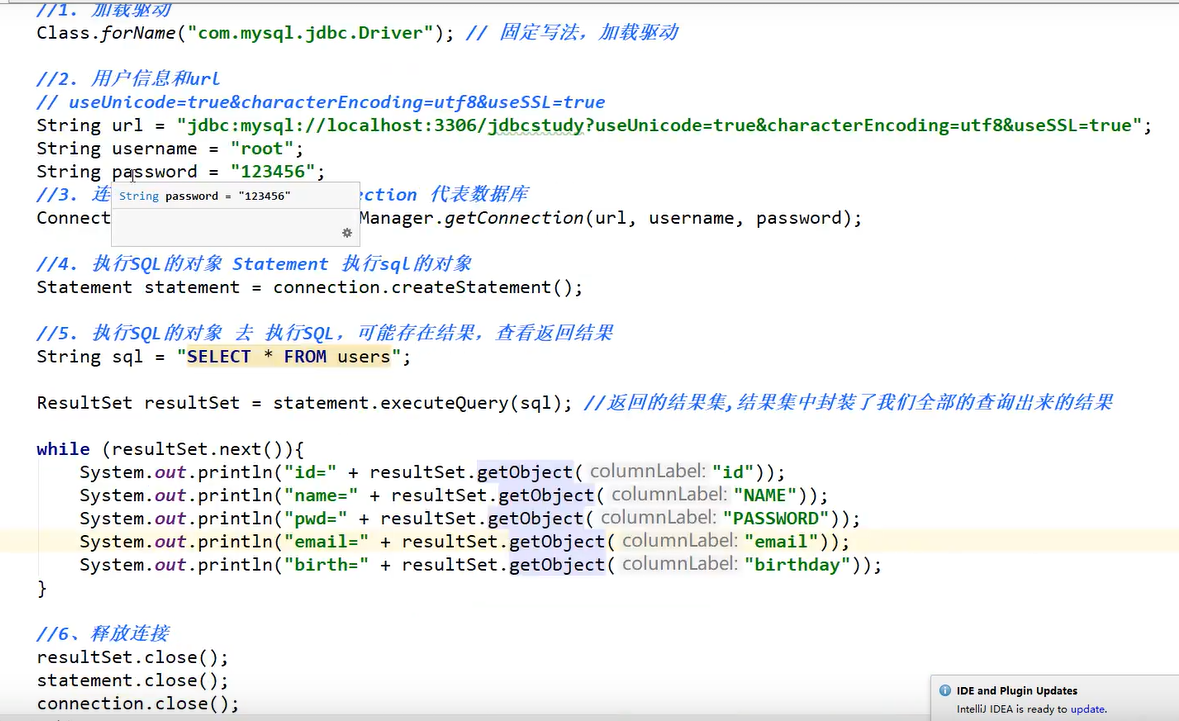 //1. 加载驱动
Class.forName("com.mysql.jdbc.Driver"); // 固定写法，加载驱动
//2. 用户信息和url
// useUnicode=true&characterEncoding=utf8&useSSL=true
String url = "jdbc:mysql://localhost:3306/jdbcstudy?useUnicode=true&characterEncoding=utf8&useSSL=true";
String username = "root";
String password = "123456";
//3. 连
ction 代表数据库
String password = "123456"
Connect
Manager.getConnection(url, username, password);
//4. 执行SQL的对象 Statement 执行sql的对象
Statement statement = connection.createStatement();
//5. 执行SQL的对象 去 执行SQL，可能存在结果，查看返回结果
String sql = "SELECT * FROM users";
ResultSet resultSet = statement.executeQuery(sql); //返回的结果集,结果集中封装了我们全部的查询出来的结果
while (resultSet.next()){
System.out.println("id=" + resultSet.getObject( columnLabel: "id"));
System.out.println("name=" + resultSet.getObject( columnLabel: "NAME"));
System.out.println("pwd=" + resultSet.getObject( columnLabel: "PASSWORD"));
System.out.println("email=" + resultSet.getObject( columnLabel: "email"));
System.out.println("birth=" + resultSet.getObject( columnLabel: "birthday"));
}
//6、释放连接
resultSet.close();
statement.close();
connection.close();
IDE and Plugin Updates
IntelliJ IDEA is ready to update.